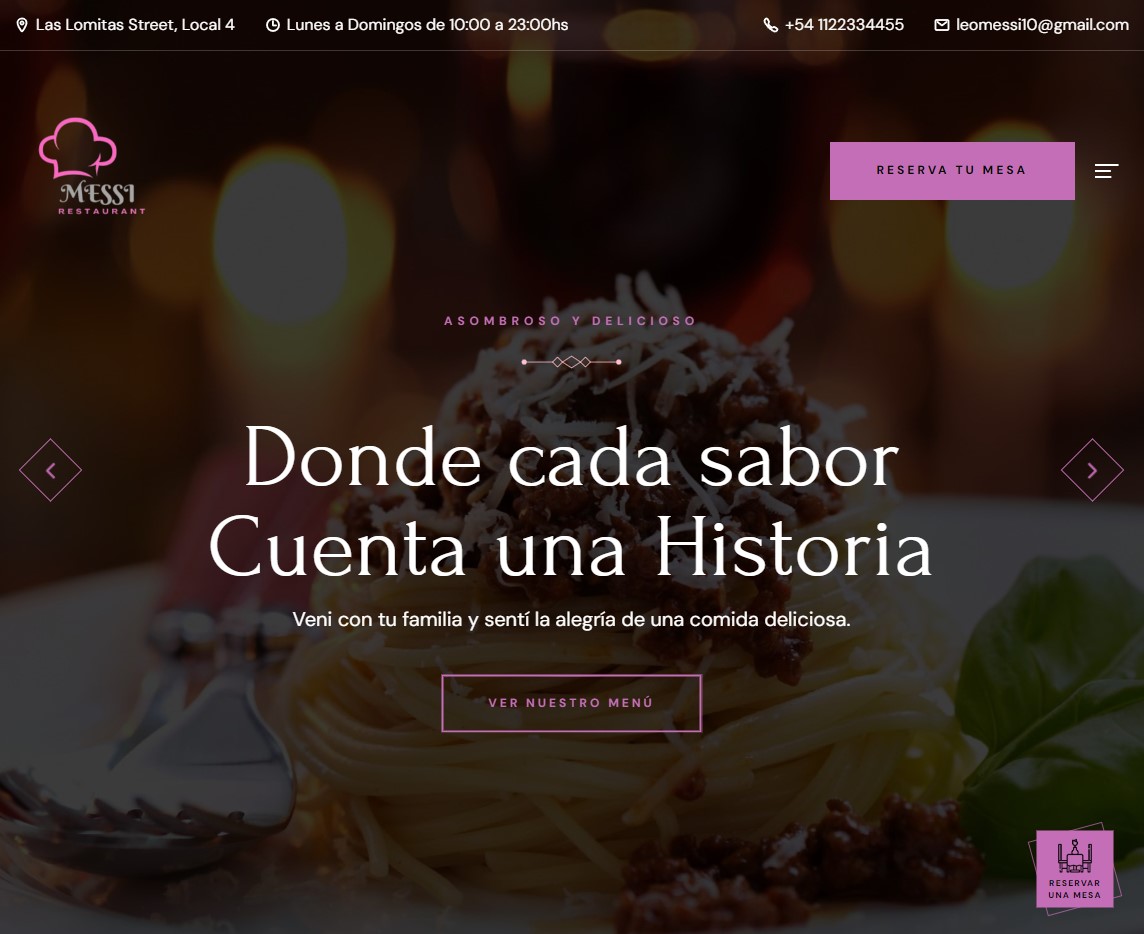 Las Lomitas Street, Local 4
Lunes a Domingos de 10:00 a 23:00hs
+54 1122334455
leomessi10@gmail.com
MESSI
RESTAURANT
RESERVA TU MESA
ASOMBROSO Y DELICIOSO
Donde cada sabor
Cuenta una Historia
Veni con tu familia y sentí la alegría de una comida deliciosa.
VER NUESTRO MENÚ
RESERVAR
UNA MESA